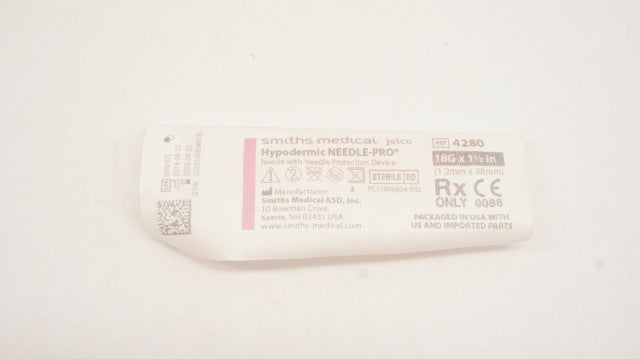 smiths medical jelco
Hypodermic NEEDLE-PRO®
Needle with Needle Protection Device
STERILE EO
Manufacturer:
Smiths Medical ASD, Inc.
10 Bowman Drive
Keene, NH 03431 USA
www.smiths-medical.com
REF 4280
18G x 1½ in
(1.2mm x 38mm)
Rx CE
ONLY 0086
PACKAGED IN USA WITH
US AND IMPORTED PARTS